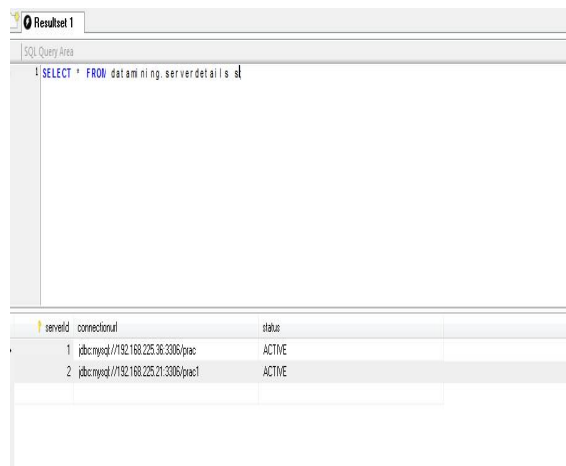 Resultset 1
SQL Query Area
1 SELECT * FROM datamining.serverdetails st
serverId connectionurl status
1 jdbc:mysql://192.168.225.36:3306/prac ACTIVE
2 jdbc:mysql://192.168.225.21:3306/prac1 ACTIVE